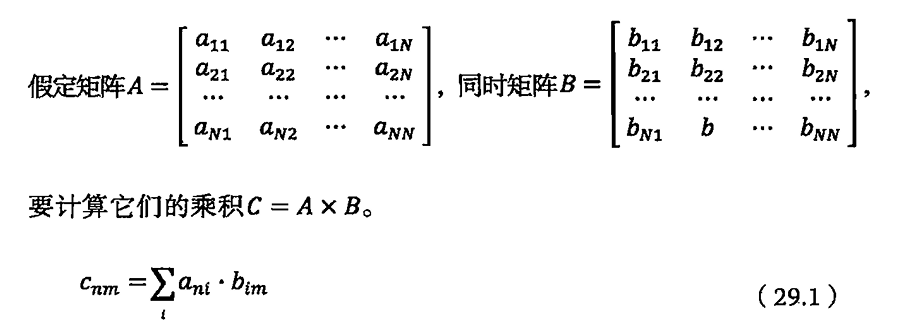 假定矩阵A = [a11 a12 ⋯ a1N; a21 a22 ⋯ a2N; ⋯ ⋯ ⋯ ⋯; aN1 aN2 ⋯ aNN]，同时矩阵B = [b11 b12 ⋯ b1N; b21 b22 ⋯ b2N; ⋯ ⋯ ⋯ ⋯; bN1 b ⋯ bNN]，
要计算它们的乘积C = A × B。
cnm = ∑i ani · bim （29.1）